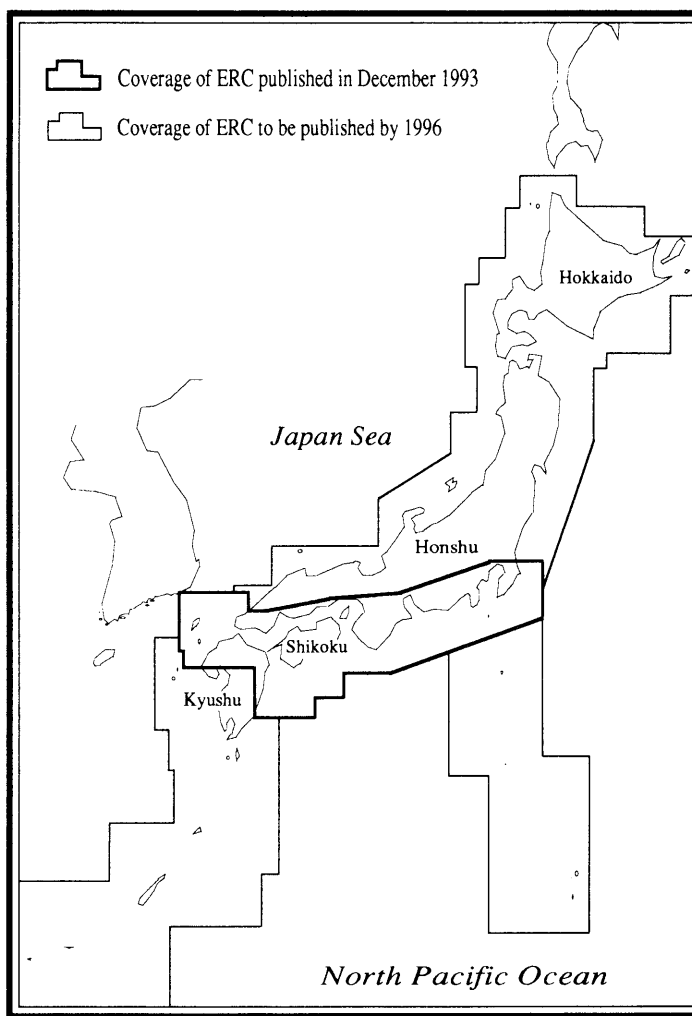 Coverage of ERC published in December 1993
Coverage of ERC to be published by 1996
Hokkaido
Japan Sea
Honshu
Shikoku
Kyushu
North Pacific Ocean